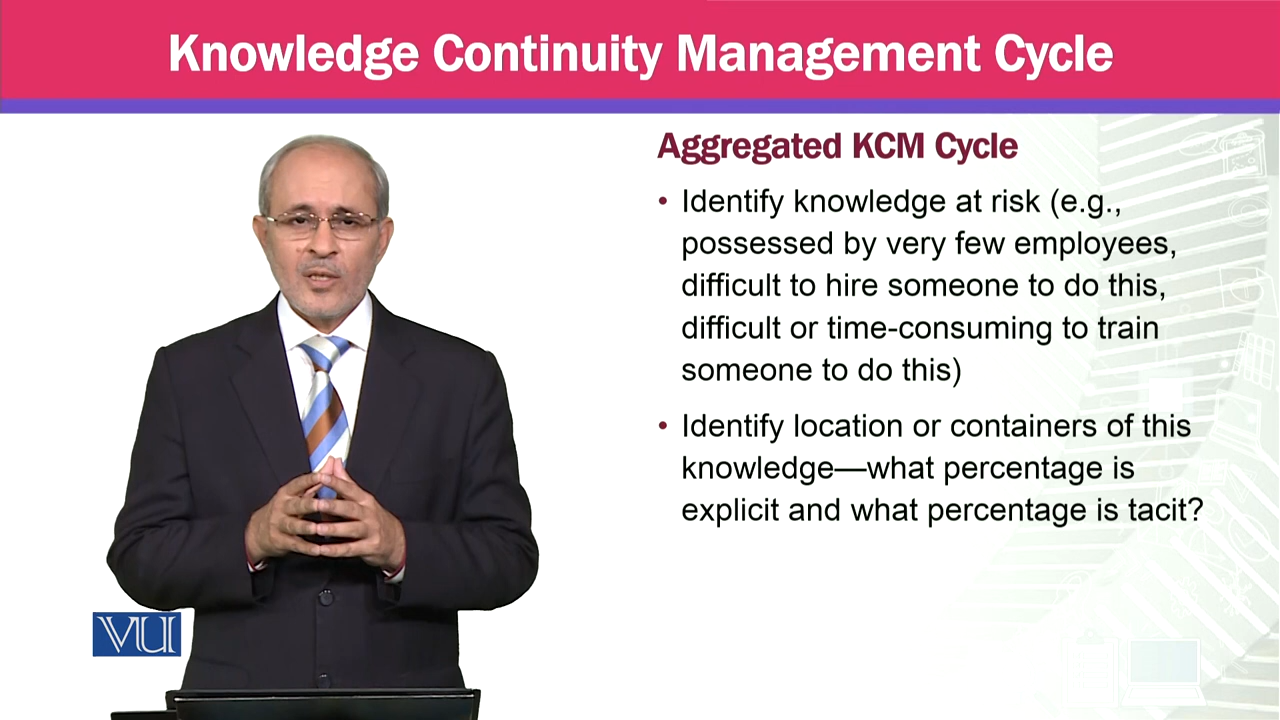 Knowledge Continuity Management Cycle
Aggregated KCM Cycle
• Identify knowledge at risk (e.g.,
possessed by very few employees,
difficult to hire someone to do this,
difficult or time-consuming to train
someone to do this)
• Identify location or containers of this
knowledge—what percentage is
explicit and what percentage is tacit?
VU